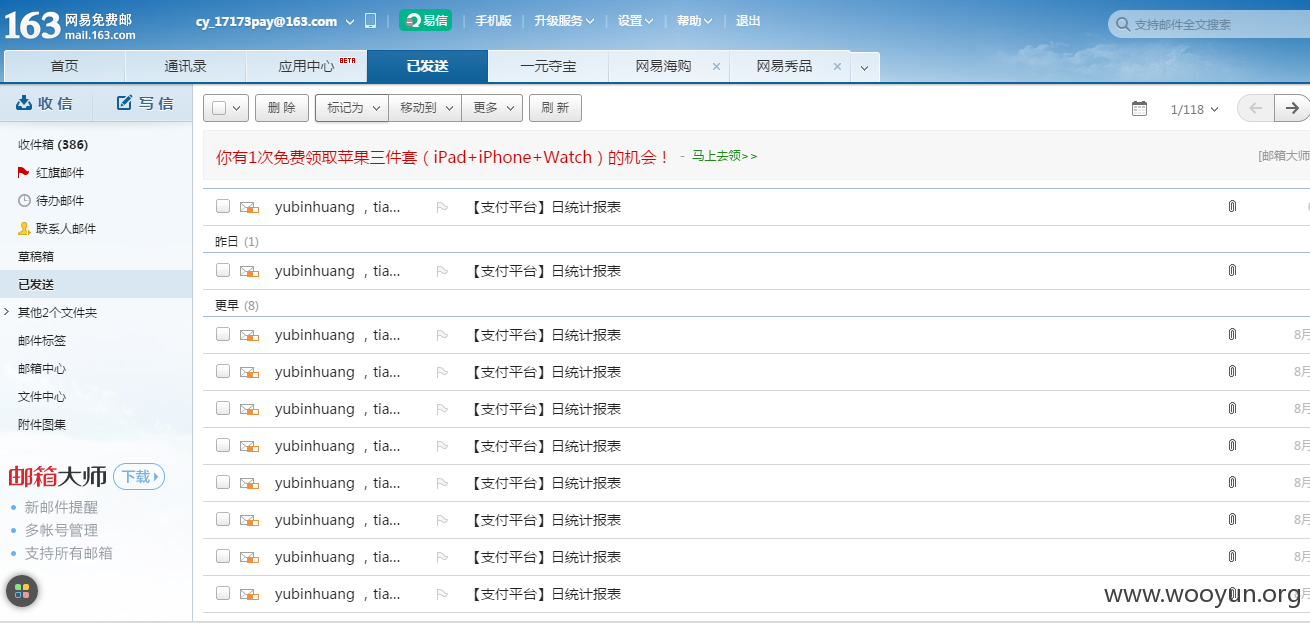 163 网易免费邮 mail.163.com cy_17173pay@163.com 易信 手机版 升级服务 设置 帮助 退出 支持邮件全文搜索
首页 通讯录 应用中心 BETA 已发送 一元夺宝 网易海购 × 网易秀品 ×
收信 写信 删除 标记为 移动到 更多 刷新 1/118
收件箱 (386)
红旗邮件
待办邮件
联系人邮件
草稿箱
已发送
其他2个文件夹
邮件标签
邮箱中心
文件中心
附件图集
邮箱大师 下载
新邮件提醒
多帐号管理
支持所有邮箱
你有1次免费领取苹果三件套（iPad+iPhone+Watch）的机会！ - 马上去领>> [邮箱大师
yubinhuang , tia... 【支付平台】日统计报表
昨日 (1)
yubinhuang , tia... 【支付平台】日统计报表
更早 (8)
yubinhuang , tia... 【支付平台】日统计报表 8月
yubinhuang , tia... 【支付平台】日统计报表 8月
yubinhuang , tia... 【支付平台】日统计报表 8月
yubinhuang , tia... 【支付平台】日统计报表 8月
yubinhuang , tia... 【支付平台】日统计报表 8月
yubinhuang , tia... 【支付平台】日统计报表 8月
yubinhuang , tia... 【支付平台】日统计报表 8月
yubinhuang , tia... 【支付平台】日统计报表
www.wooyun.org